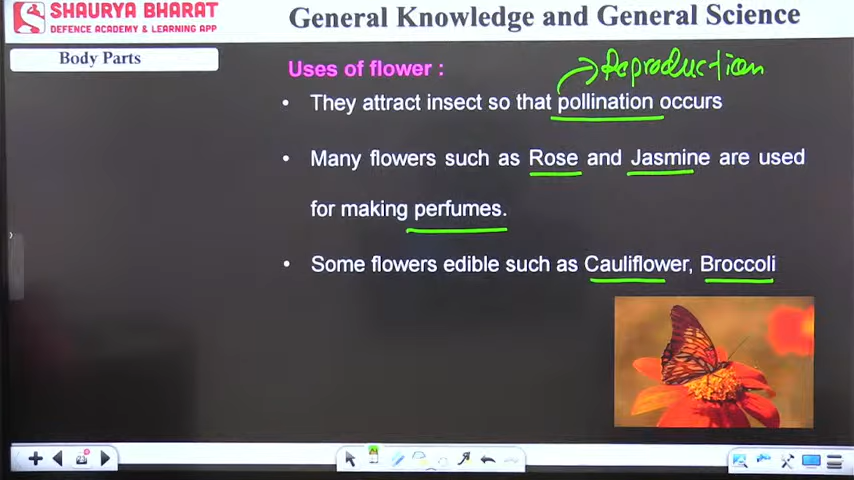 SHAURYA BHARAT
DEFENCE ACADEMY & LEARNING APP
General Knowledge and General Science
Body Parts
Uses of flower :
Reproduction
• They attract insect so that pollination occurs
• Many flowers such as Rose and Jasmine are used
for making perfumes.
• Some flowers edible such as Cauliflower, Broccoli